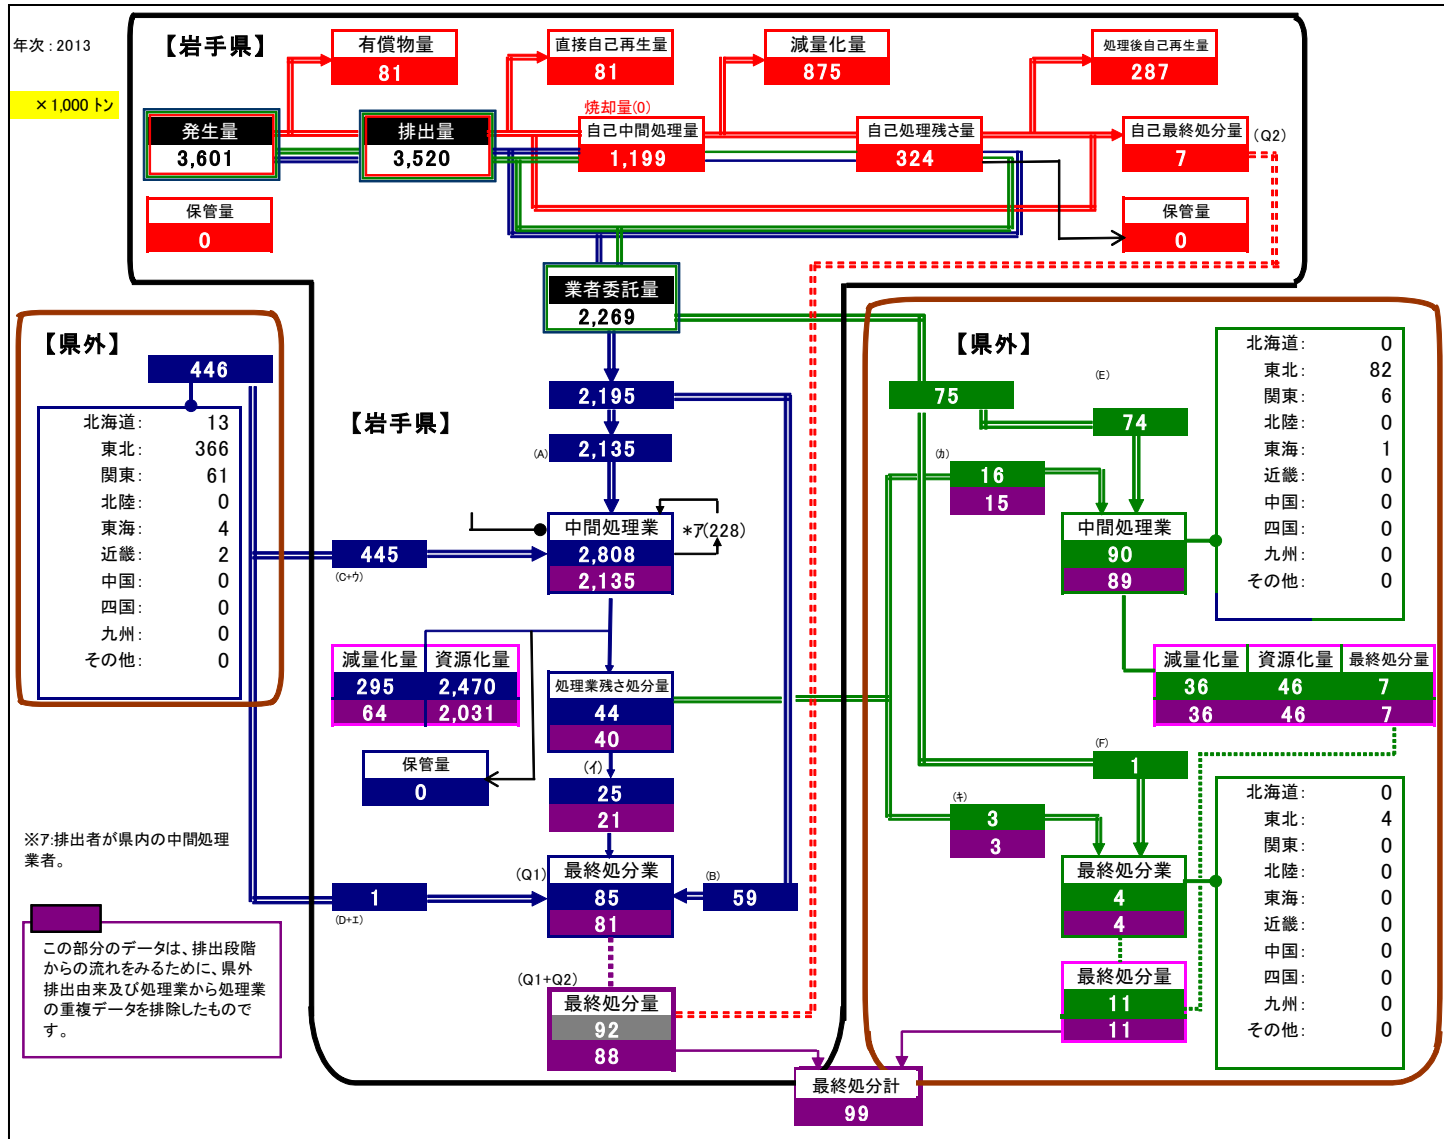 年次:2013
×1,000 トン
【岩手県】
有償物量
81
直接自己再生量
81
減量化量
875
処理後自己再生量
287
焼却量(0)
発生量
3,601
排出量
3,520
自己中間処理量
1,199
自己処理残さ量
324
自己最終処分量
7
(Q2)
保管量
0
保管量
0
業者委託量
2,269
【県外】
446
北海道: 13
東北: 366
関東: 61
北陸: 0
東海: 4
近畿: 2
中国: 0
四国: 0
九州: 0
その他: 0
【岩手県】
2,195
(A)
2,135
中間処理業
2,808
2,135
*ア(228)
445
(C+ウ)
減量化量
資源化量
295
2,470
64
2,031
処理業残さ処分量
44
40
保管量
0
(イ)
25
21
(Q1)
最終処分業
85
81
(B)
59
1
(D+エ)
(Q1+Q2)
最終処分量
92
88
※ア:排出者が県内の中間処理
業者。
この部分のデータは、排出段階
からの流れをみるために、県外
排出由来及び処理業から処理業
の重複データを排除したもので
す。
【県外】
75
(E)
74
(カ)
16
15
中間処理業
90
89
北海道: 0
東北: 82
関東: 6
北陸: 0
東海: 1
近畿: 0
中国: 0
四国: 0
九州: 0
その他: 0
減量化量
資源化量
最終処分量
36
46
7
36
46
7
(F)
1
(キ)
3
3
最終処分業
4
4
北海道: 0
東北: 4
関東: 0
北陸: 0
東海: 0
近畿: 0
中国: 0
四国: 0
九州: 0
その他: 0
最終処分量
11
11
最終処分計
99